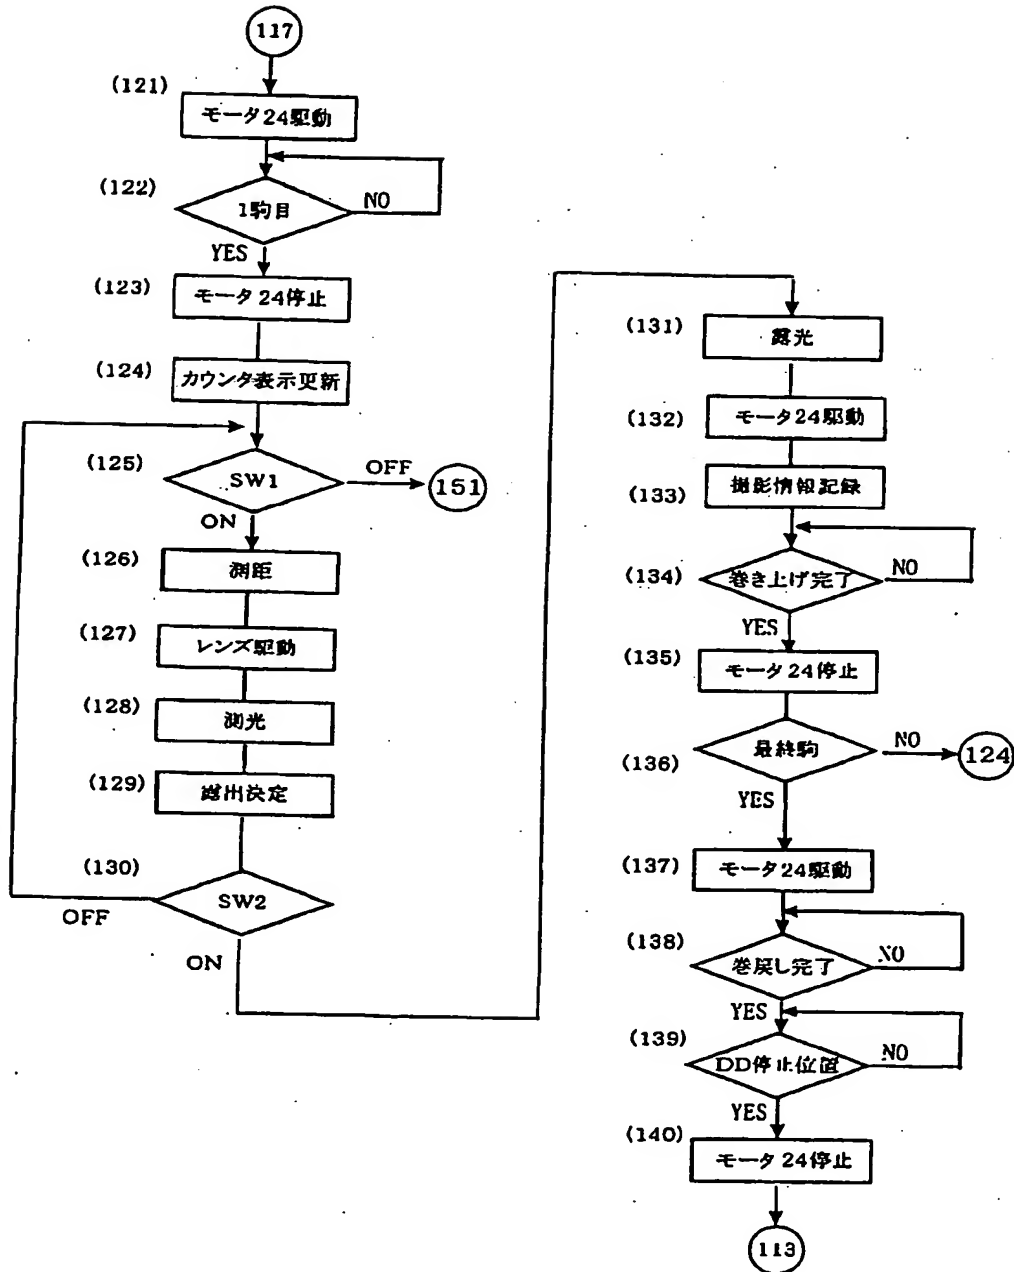 117
(121)
モータ24駆動
(122)
1駒目
NO
YES
(123)
モータ24停止
(124)
カウンタ表示更新
(125)
SW1
OFF
151
ON
(126)
測距
(127)
レンズ駆動
(128)
測光
(129)
露出決定
(130)
SW2
OFF
ON
(131)
露光
(132)
モータ24駆動
(133)
撮影情報記録
(134)
巻き上げ完了
NO
YES
(135)
モータ24停止
(136)
最終駒
NO
124
YES
(137)
モータ24駆動
(138)
巻戻し完了
NO
YES
(139)
DD停止位置
NO
YES
(140)
モータ24停止
113